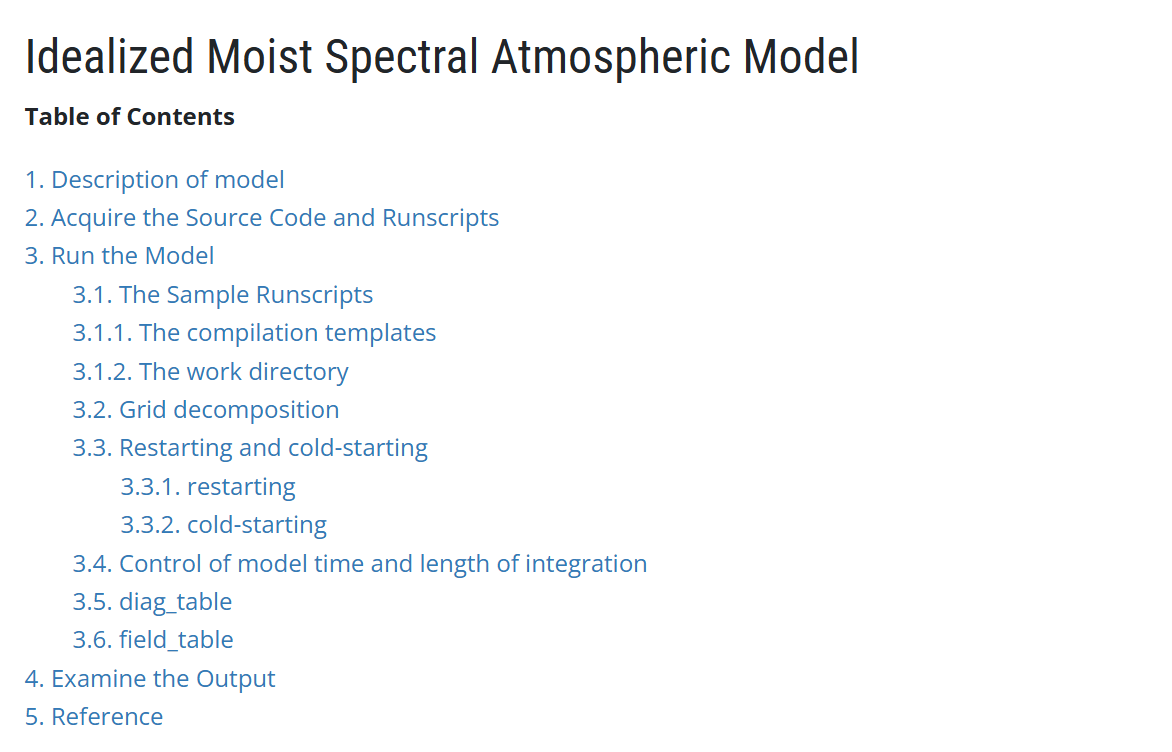 Idealized Moist Spectral Atmospheric Model
Table of Contents
1. Description of model
2. Acquire the Source Code and Runscripts
3. Run the Model
3.1. The Sample Runscripts
3.1.1. The compilation templates
3.1.2. The work directory
3.2. Grid decomposition
3.3. Restarting and cold-starting
3.3.1. restarting
3.3.2. cold-starting
3.4. Control of model time and length of integration
3.5. diag_table
3.6. field_table
4. Examine the Output
5. Reference